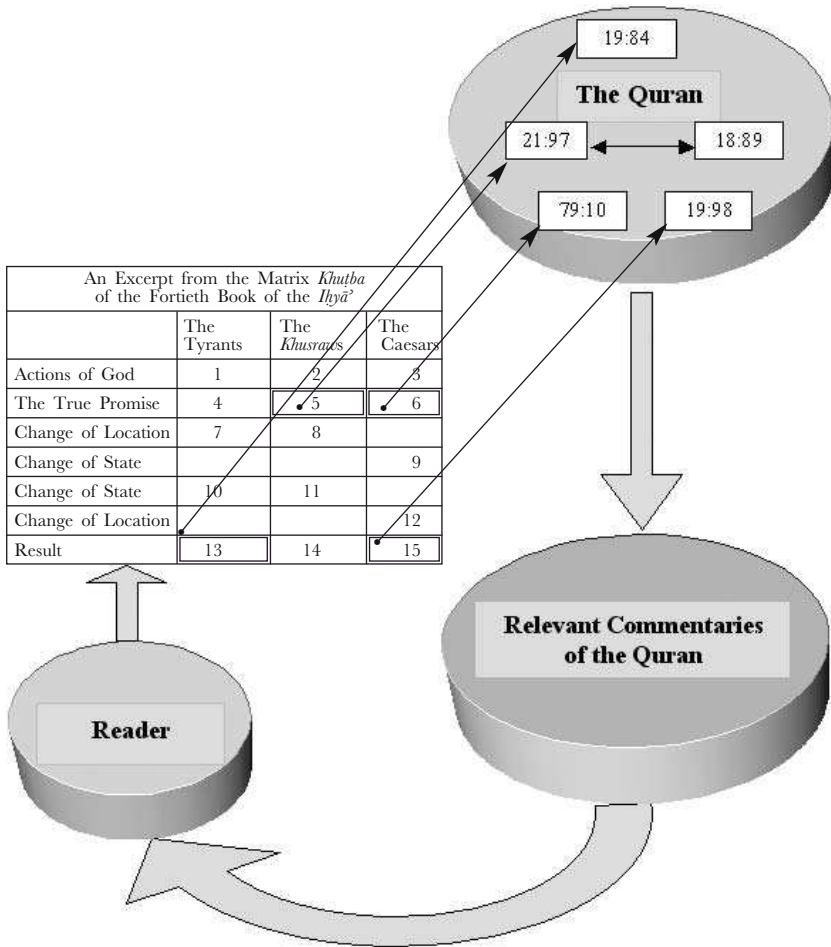 19:84
The Quran
21:97 18:89
79:10 19:98
An Excerpt from the Matrix Khuṭba
of the Fortieth Book of the Iḥyāʾ
The Tyrants The Khusraws The Caesars
Actions of God 1 2 3
The True Promise 4 5 6
Change of Location 7 8
Change of State 9
Change of State 10 11
Change of Location 12
Result 13 14 15
Relevant Commentaries
of the Quran
Reader